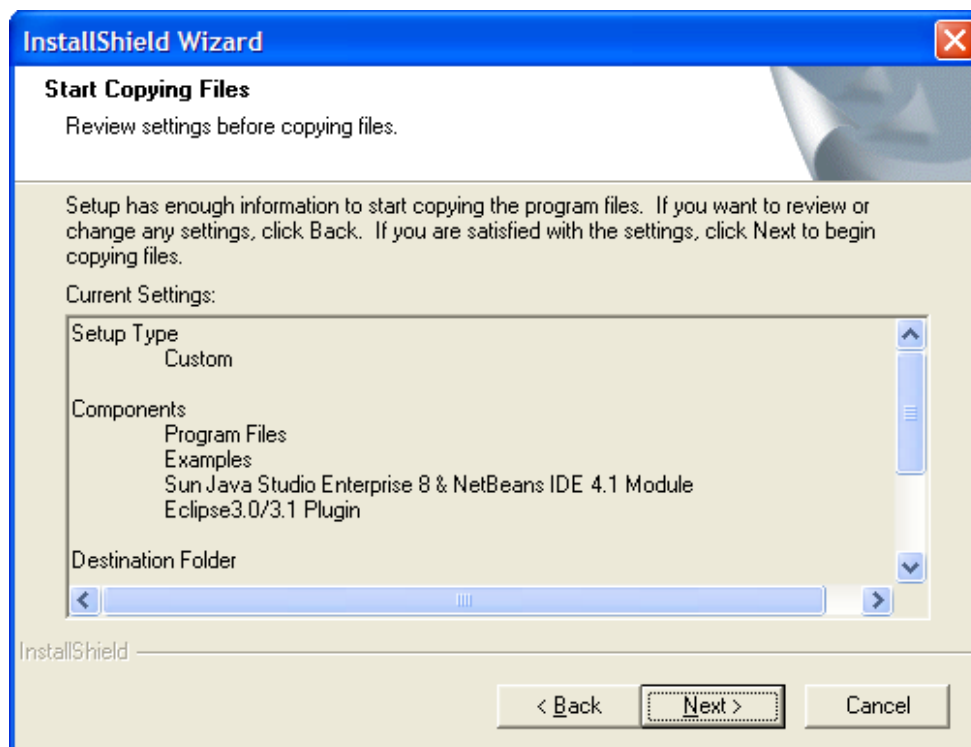 InstallShield Wizard
Start Copying Files
Review settings before copying files.
Setup has enough information to start copying the program files.  If you want to review or
change any settings, click Back.  If you are satisfied with the settings, click Next to begin
copying files.
Current Settings:
Setup Type
Custom
Components
Program Files
Examples
Sun Java Studio Enterprise 8 & NetBeans IDE 4.1 Module
Eclipse3.0/3.1 Plugin
Destination Folder
InstallShield
< Back
Next >
Cancel